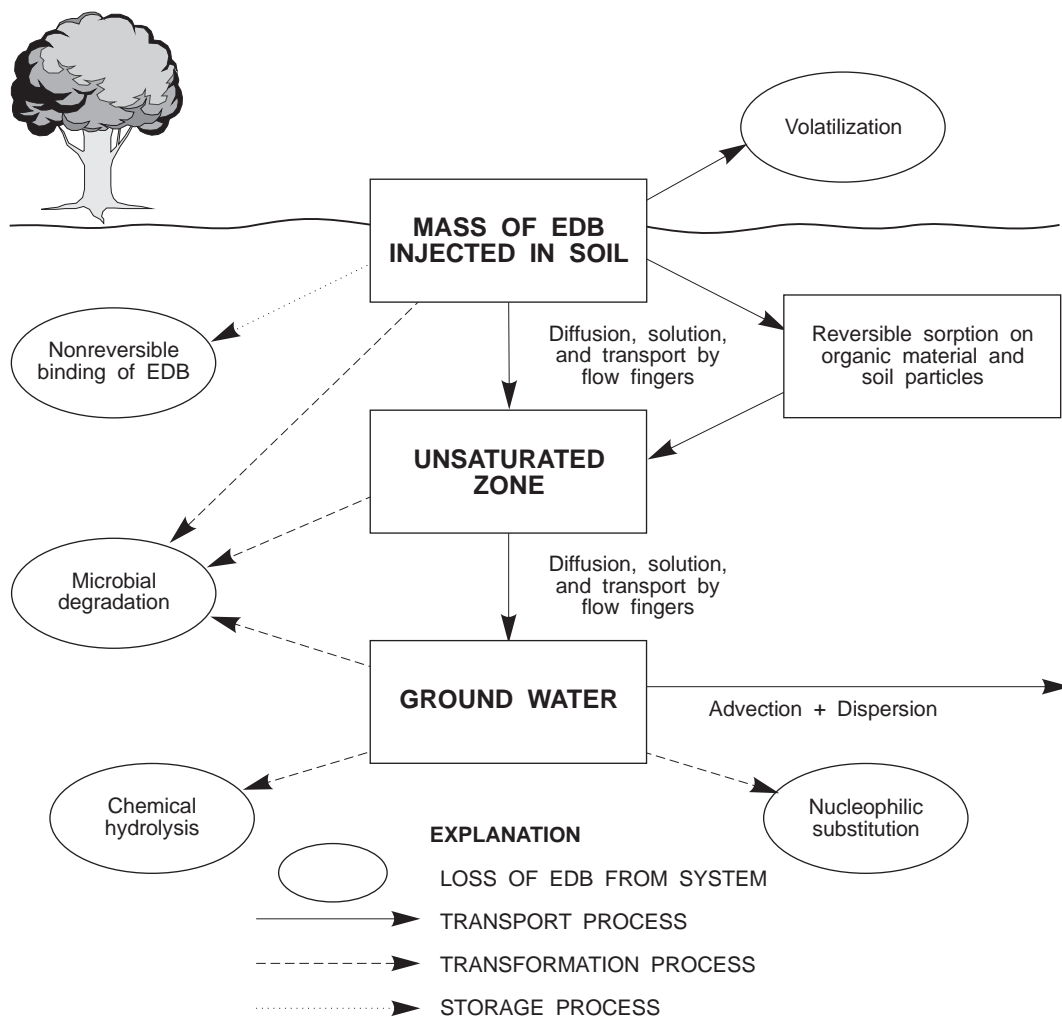 Volatilization
MASS OF EDB
INJECTED IN SOIL
Nonreversible
binding of EDB
Diffusion, solution,
and transport by
flow fingers
Reversible sorption on
organic material and
soil particles
UNSATURATED
ZONE
Microbial
degradation
Diffusion, solution,
and transport by
flow fingers
GROUND WATER
Advection + Dispersion
Chemical
hydrolysis
Nucleophilic
substitution
EXPLANATION
LOSS OF EDB FROM SYSTEM
TRANSPORT PROCESS
TRANSFORMATION PROCESS
STORAGE PROCESS